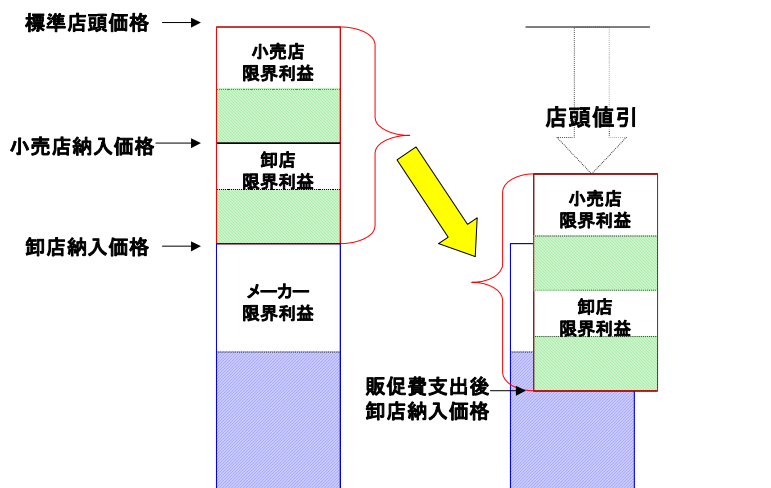 標準店頭価格
小売店
限界利益
小売店納入価格
卸店
限界利益
卸店納入価格
メーカー
限界利益
店頭値引
小売店
限界利益
卸店
限界利益
販促費支出後
卸店納入価格